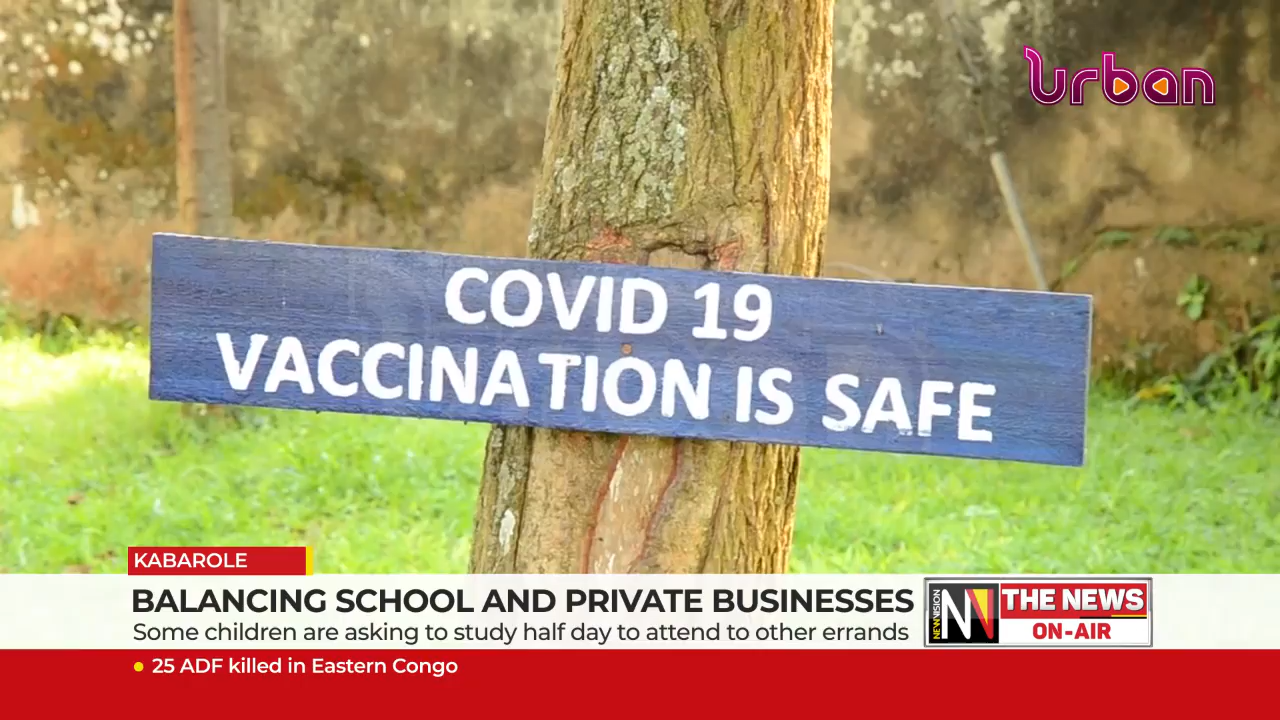 urban
COVID 19
VACCINATION IS SAFE
KABAROLE
BALANCING SCHOOL AND PRIVATE BUSINESSES
Some children are asking to study half day to attend to other errands
NEW VISION
N
THE NEWS
ON-AIR
25 ADF killed in Eastern Congo